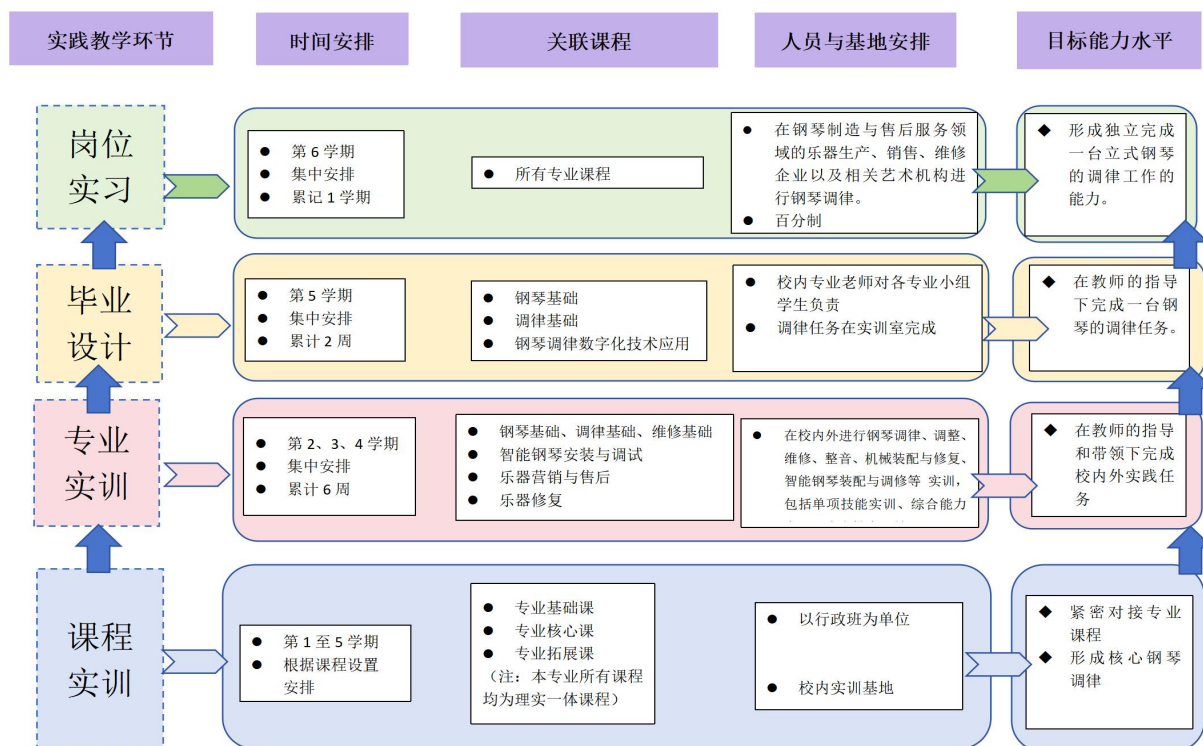 实践教学环节
时间安排
关联课程
人员与基地安排
目标能力水平
岗位
实习
● 第 6 学期
● 集中安排
● 累记 1 学期
● 所有专业课程
● 在钢琴制造与售后服务领
域的乐器生产、销售、维修
企业以及相关艺术机构进
行钢琴调律。
● 百分制
◆ 形成独立完成
一台立式钢琴
的调律工作的
能力。
毕业
设计
● 第 5 学期
● 集中安排
● 累计 2 周
● 钢琴基础
● 调律基础
● 钢琴调律数字化技术应用
● 校内专业老师对各专业小组
学生负责
● 调律任务在实训室完成
◆ 在教师的指导
下完成一台钢
琴的调律任务。
专业
实训
● 第 2、3、4 学期
● 集中安排
● 累计 6 周
● 钢琴基础、调律基础、维修基础
● 智能钢琴安装与调试
● 乐器营销与售后
● 乐器修复
● 在校内外进行钢琴调律、调整、
维修、整音、机械装配与修复、
智能钢琴装配与调修等 实训，
包括单项技能实训、综合能力
◆ 在教师的指导
和带领下完成
校内外实践任
务
课程
实训
● 第 1 至 5 学期
● 根据课程设置
安排
● 专业基础课
● 专业核心课
● 专业拓展课
（注：本专业所有课程
均为理实一体课程）
● 以行政班为单位
● 校内实训基地
◆ 紧密对接专业
课程
◆ 形成核心钢琴
调律